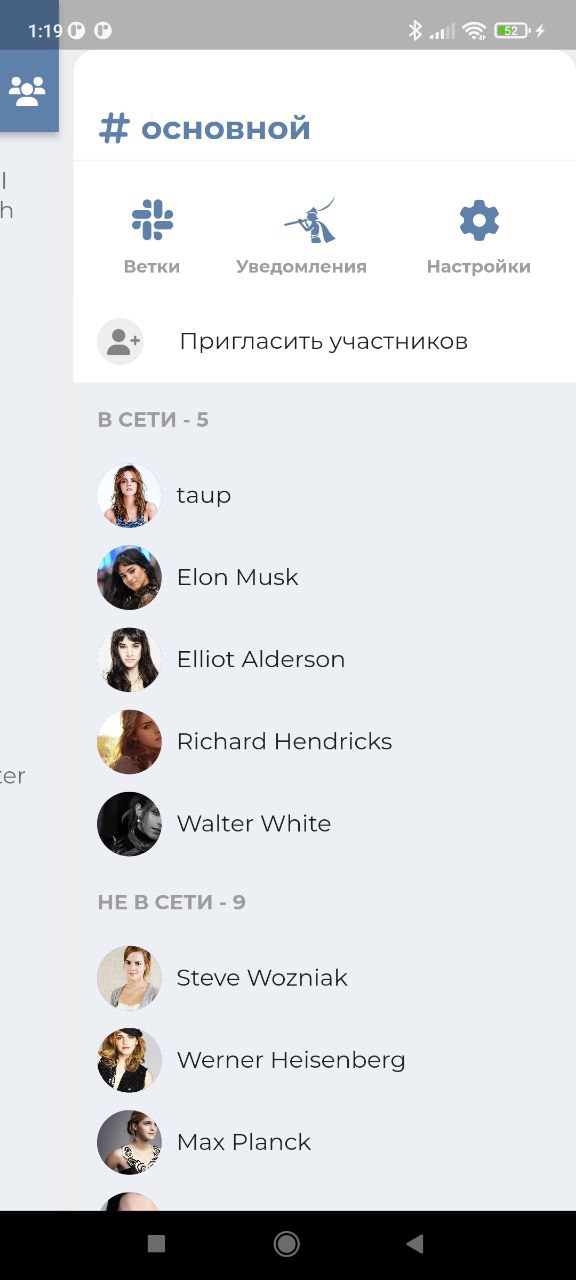 1:19
52
# основной
Ветки
Уведомления
Настройки
Пригласить участников
В СЕТИ - 5
taup
Elon Musk
Elliot Alderson
Richard Hendricks
Walter White
НЕ В СЕТИ - 9
Steve Wozniak
Werner Heisenberg
Max Planck